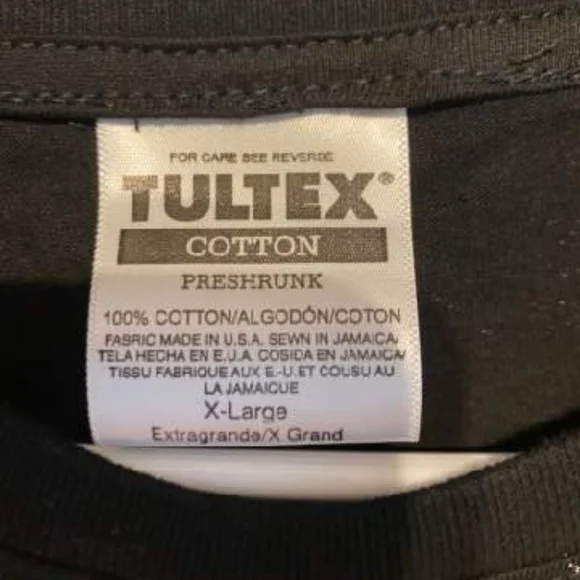 FOR CARE SEE REVERSE
TULTEX®
COTTON
PRESHRUNK
100% COTTON/ALGODÓN/COTON
FABRIC MADE IN U.S.A. SEWN IN JAMAICA/
TELA HECHA EN E.U.A. COSIDA EN JAMAICA/
TISSU FABRIQUE AUX E.-U. ET COUSU AU
LA JAMAIQUE
X-Large
Extragrande/X Grand